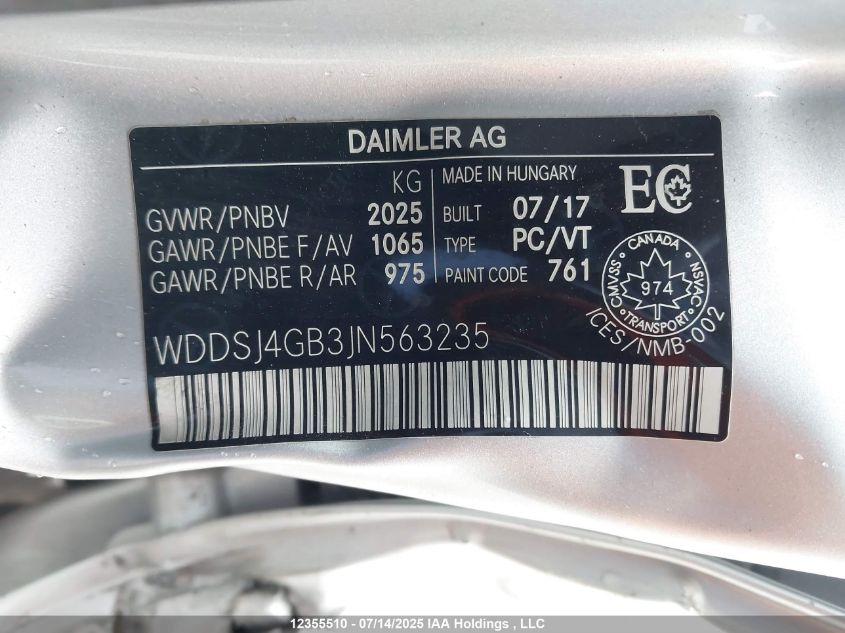 DAIMLER AG
KG
MADE IN HUNGARY
GVWR/PNBV 2025
BUILT 07/17
GAWR/PNBE F/AV 1065
TYPE PC/VT
GAWR/PNBE R/AR 975
PAINT CODE 761
EC
CANADA
CMVSS
NSVAC
974
TRANSPORT
ICES/NMB-002
WDDSJ4GB3JN563235
12355510 - 07/14/2025 IAA Holdings , LLC